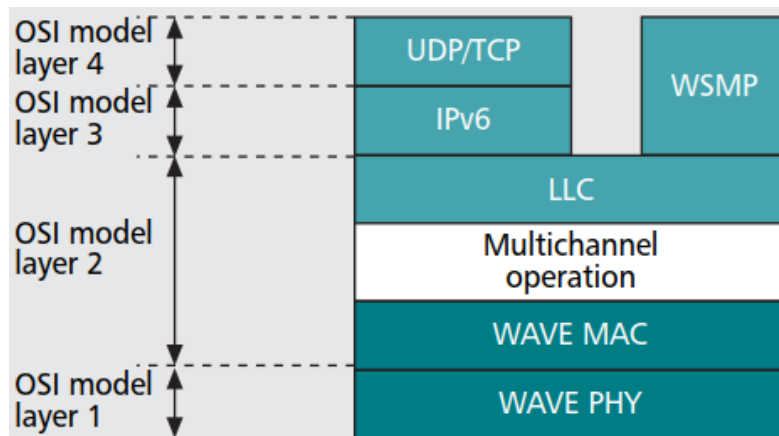 OSI model
layer 4
UDP/TCP
WSMP
OSI model
layer 3
IPv6
LLC
OSI model
layer 2
Multichannel
operation
WAVE MAC
OSI model
layer 1
WAVE PHY